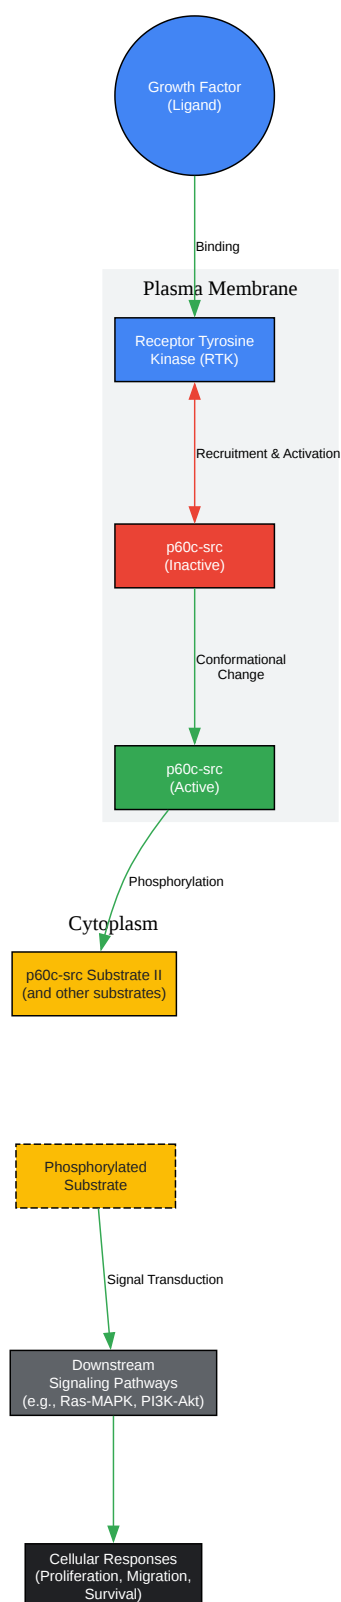 Growth Factor
(Ligand)
Binding
Plasma Membrane
Receptor Tyrosine
Kinase (RTK)
Recruitment & Activation
p60c-src
(Inactive)
Conformational
Change
p60c-src
(Active)
Phosphorylation
Cytoplasm
p60c-src Substrate II
(and other substrates)
Phosphorylated
Substrate
Signal Transduction
Downstream
Signaling Pathways
(e.g., Ras-MAPK, PI3K-Akt)
Cellular Responses
(Proliferation, Migration,
Survival)